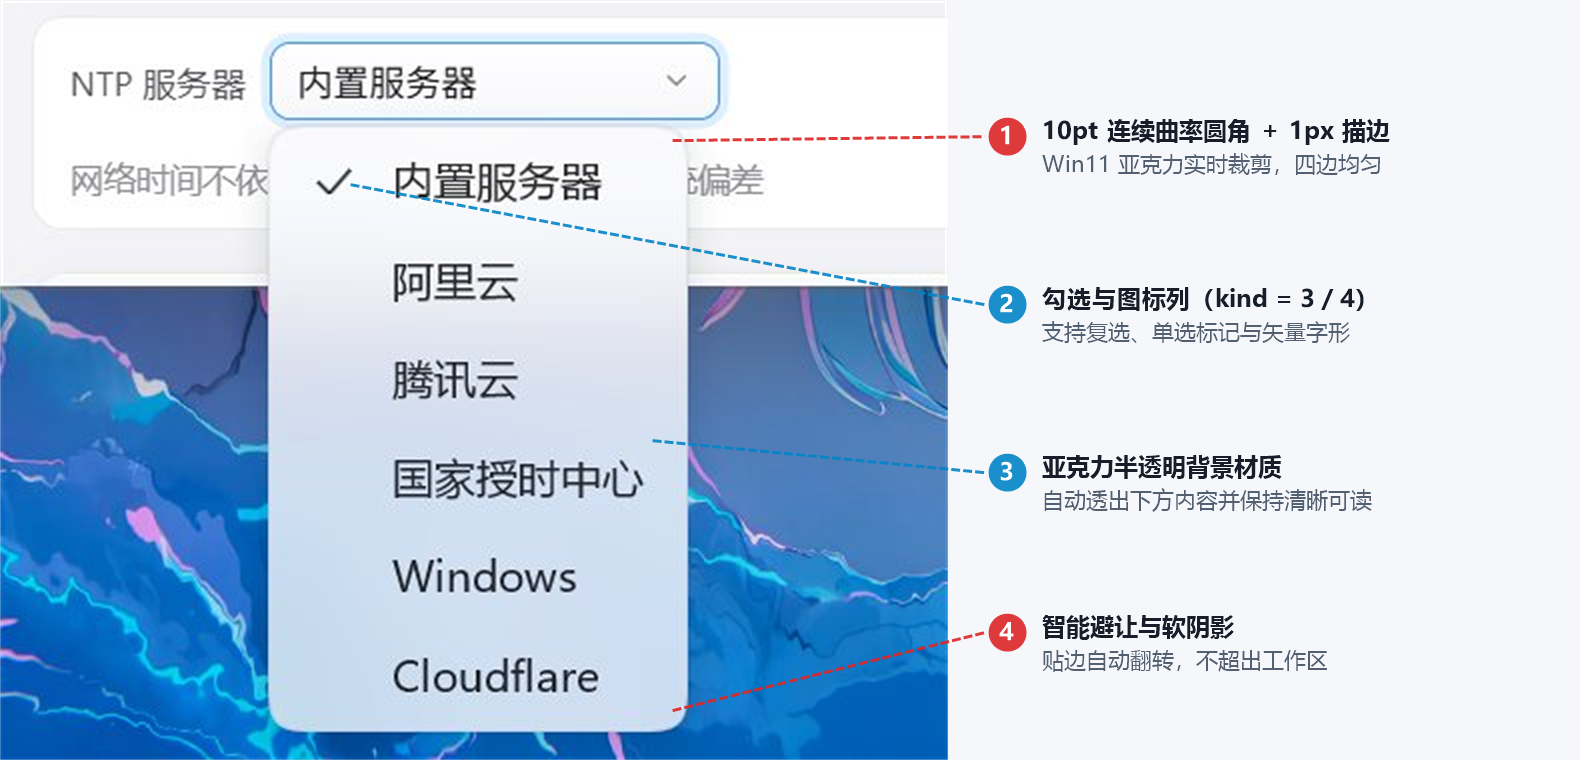 NTP 服务器
内置服务器
网络时间不依
偏差
内置服务器
阿里云
腾讯云
国家授时中心
Windows
Cloudflare
1
10pt 连续曲率圆角 + 1px 描边
Win11 亚克力实时裁剪，四边均匀
2
勾选与图标列（kind = 3 / 4）
支持复选、单选标记与矢量字形
3
亚克力半透明背景材质
自动透出下方内容并保持清晰可读
4
智能避让与软阴影
贴边自动翻转，不超出工作区